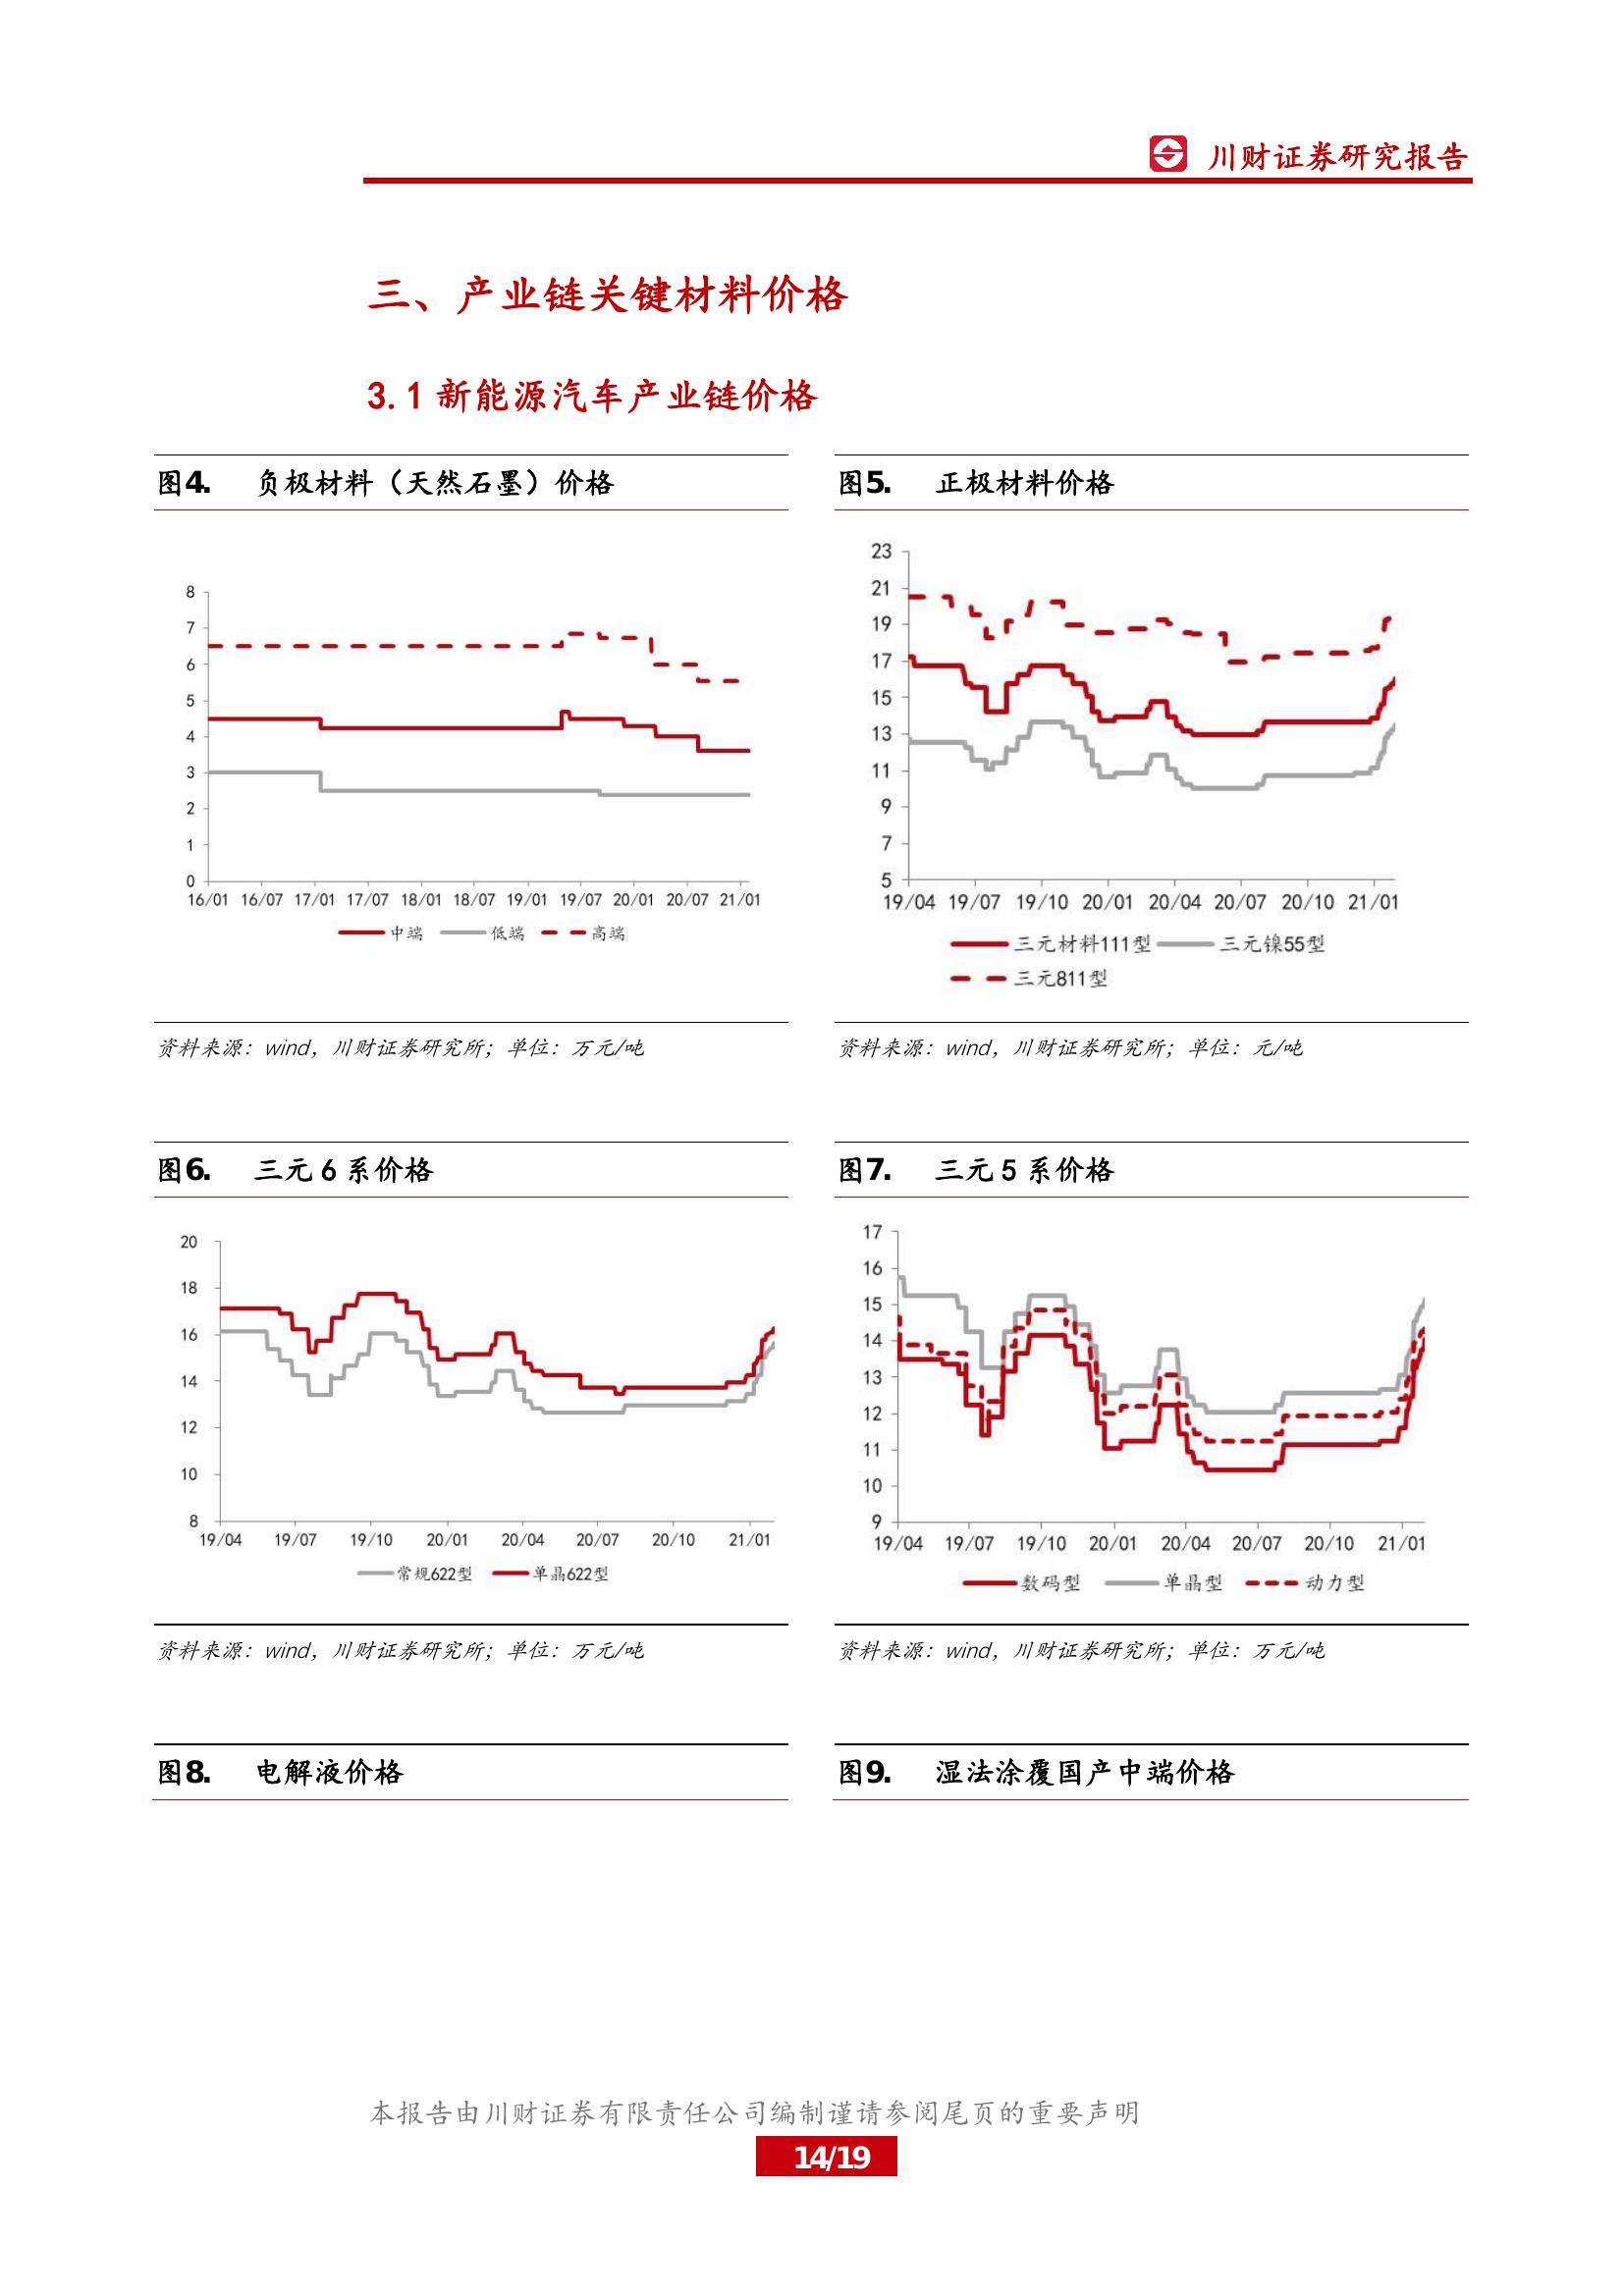 川财证券研究报告
三、产业链关键材料价格
3.1 新能源汽车产业链价格
图4. 负极材料（天然石墨）价格
8
7
6
5
4
3
2
1
0
16/01 16/07 17/01 17/07 18/01 18/07 19/01 19/07 20/01 20/07 21/01
中端 低端 高端
资料来源：wind，川财证券研究所；单位：万元/吨
图5. 正极材料价格
23
21
19
17
15
13
11
9
7
5
19/04 19/07 19/10 20/01 20/04 20/07 20/10 21/01
三元材料111型 三元镍55型
三元811型
资料来源：wind，川财证券研究所；单位：元/吨
图6. 三元 6 系价格
20
18
16
14
12
10
8
19/04 19/07 19/10 20/01 20/04 20/07 20/10 21/01
常规622型 单晶622型
资料来源：wind，川财证券研究所；单位：万元/吨
图7. 三元 5 系价格
17
16
15
14
13
12
11
10
9
19/04 19/07 19/10 20/01 20/04 20/07 20/10 21/01
数码型 单晶型 动力型
资料来源：wind，川财证券研究所；单位：万元/吨
图8. 电解液价格
图9. 湿法涂覆国产中端价格
本报告由川财证券有限责任公司编制谨请参阅尾页的重要声明
14/19